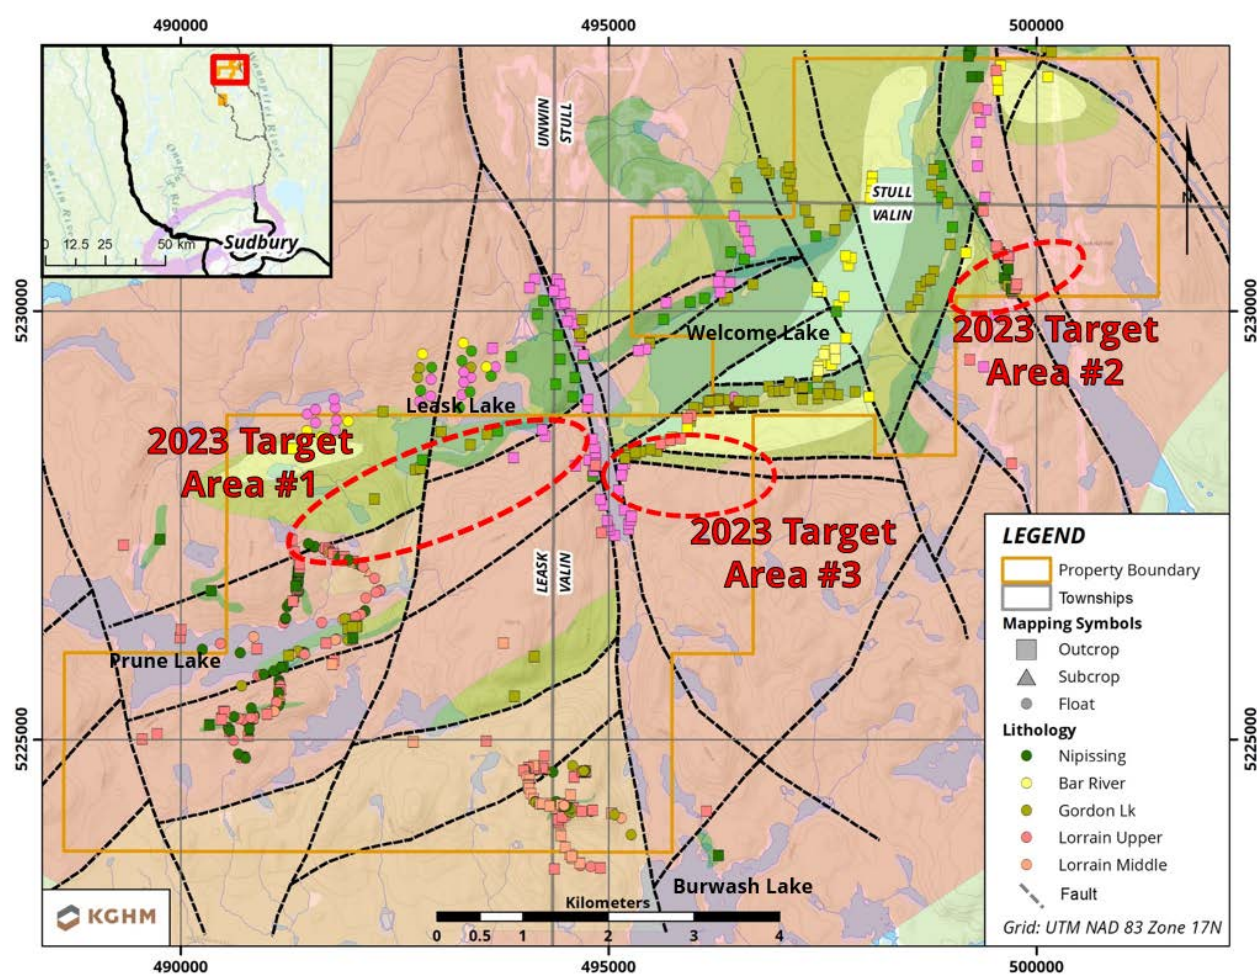 490000
495000
500000
UNWIN
STULL
STULL
VALIN
0 12.5 25 50 km
Sudbury
N
5230000
5230000
Welcome Lake
2023 Target
Area #2
Leask Lake
2023 Target
Area #1
2023 Target
Area #3
LEASK
VALIN
Prune Lake
5225000
5225000
Burwash Lake
Kilometers
0 0.5 1 2 3 4
KGHM
LEGEND
Property Boundary
Townships
Mapping Symbols
Outcrop
Subcrop
Float
Lithology
Nipissing
Bar River
Gordon Lk
Lorrain Upper
Lorrain Middle
Fault
Grid: UTM NAD 83 Zone 17N
490000
495000
500000